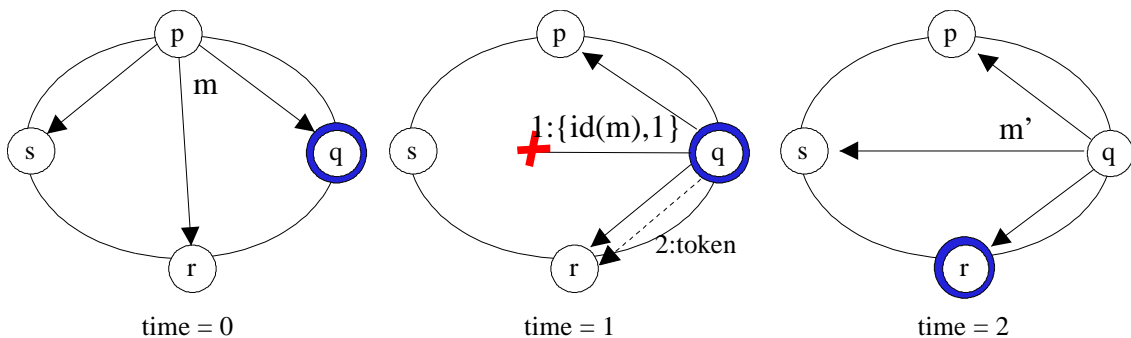 p
m
s
q
r
time = 0
p
1:{id(m),1}
s
q
2:token
r
time = 1
p
m’
s
q
r
time = 2